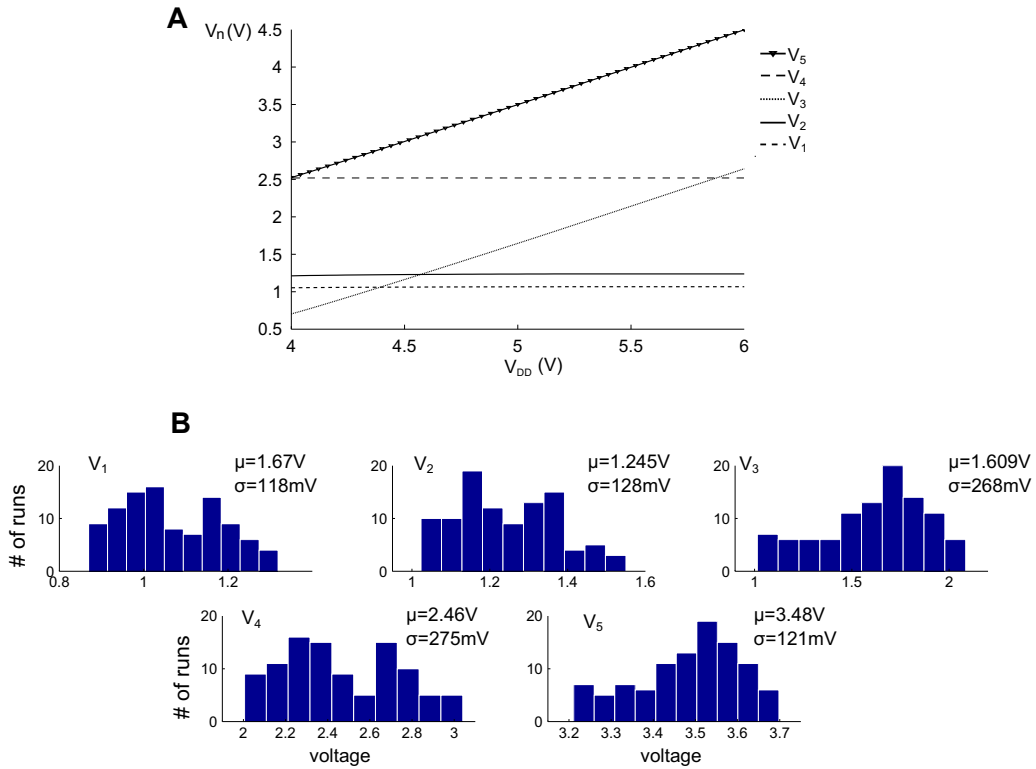 A
Vn (V)
4.5
4
3.5
3
2.5
2
1.5
1
0.5
4
4.5
5
5.5
6
VDD (V)
V5
V4
V3
V2
V1
B
V1
μ=1.67V
σ=118mV
# of runs
20
10
0
0.8
1
1.2
V2
μ=1.245V
σ=128mV
20
10
0
1
1.2
1.4
1.6
V3
μ=1.609V
σ=268mV
20
10
0
1
1.5
2
V4
μ=2.46V
σ=275mV
# of runs
20
10
0
2
2.2
2.4
2.6
2.8
3
voltage
V5
μ=3.48V
σ=121mV
20
10
0
3.2
3.3
3.4
3.5
3.6
3.7
voltage